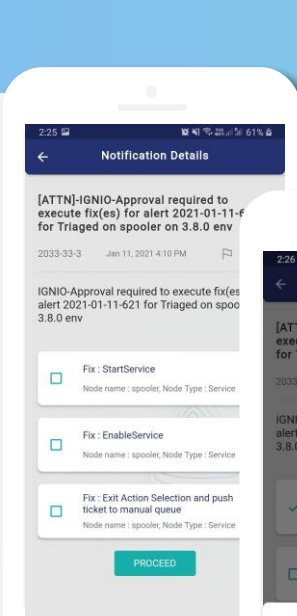 2:25 61%
Notification Details
[ATTN]-IGNIO-Approval required to
execute fix(es) for alert 2021-01-11-6
for Triaged on spooler on 3.8.0 env
2033-33-3 Jan 11, 2021 4:10 PM
IGNIO-Approval required to execute fix(es
alert 2021-01-11-621 for Triaged on spoo
3.8.0 env
Fix : StartService
Node name : spooler, Node Type : Service
Fix : EnableService
Node name : spooler, Node Type : Service
Fix : Exit Action Selection and push
ticket to manual queue
Node name : spooler, Node Type : Service
PROCEED
2:26
[AT
exe
for
2033
IGNI
alert
3.8.